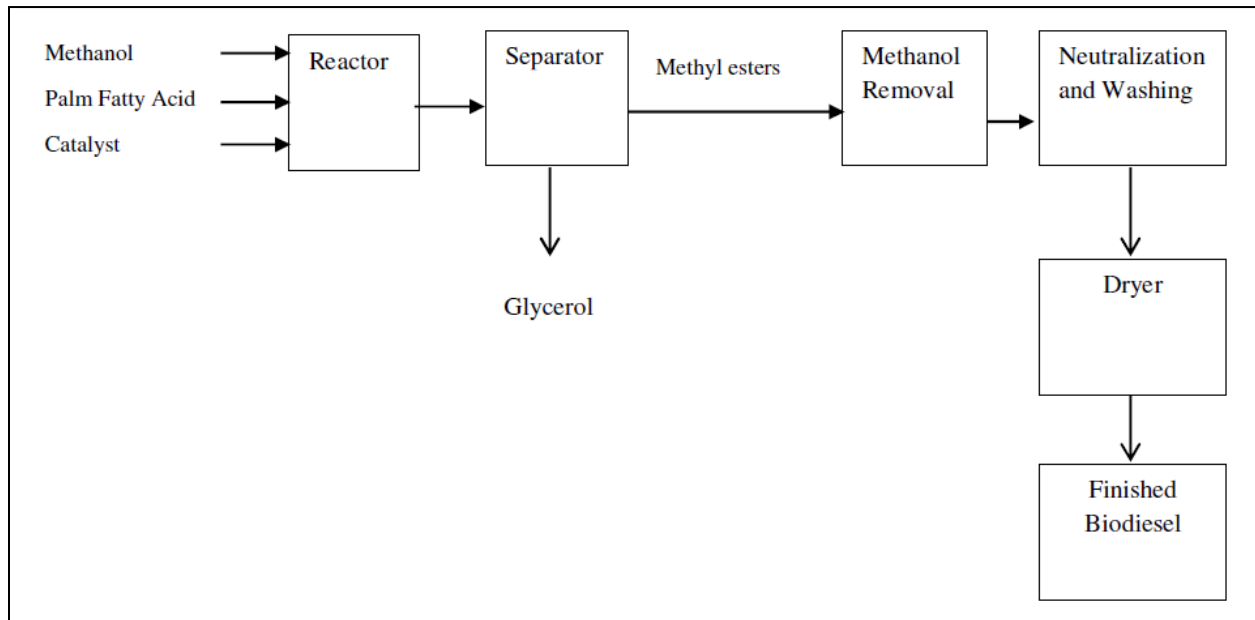 Methanol
Palm Fatty Acid
Catalyst
Reactor
Separator
Methyl esters
Methanol
Removal
Neutralization
and Washing
Glycerol
Dryer
Finished
Biodiesel